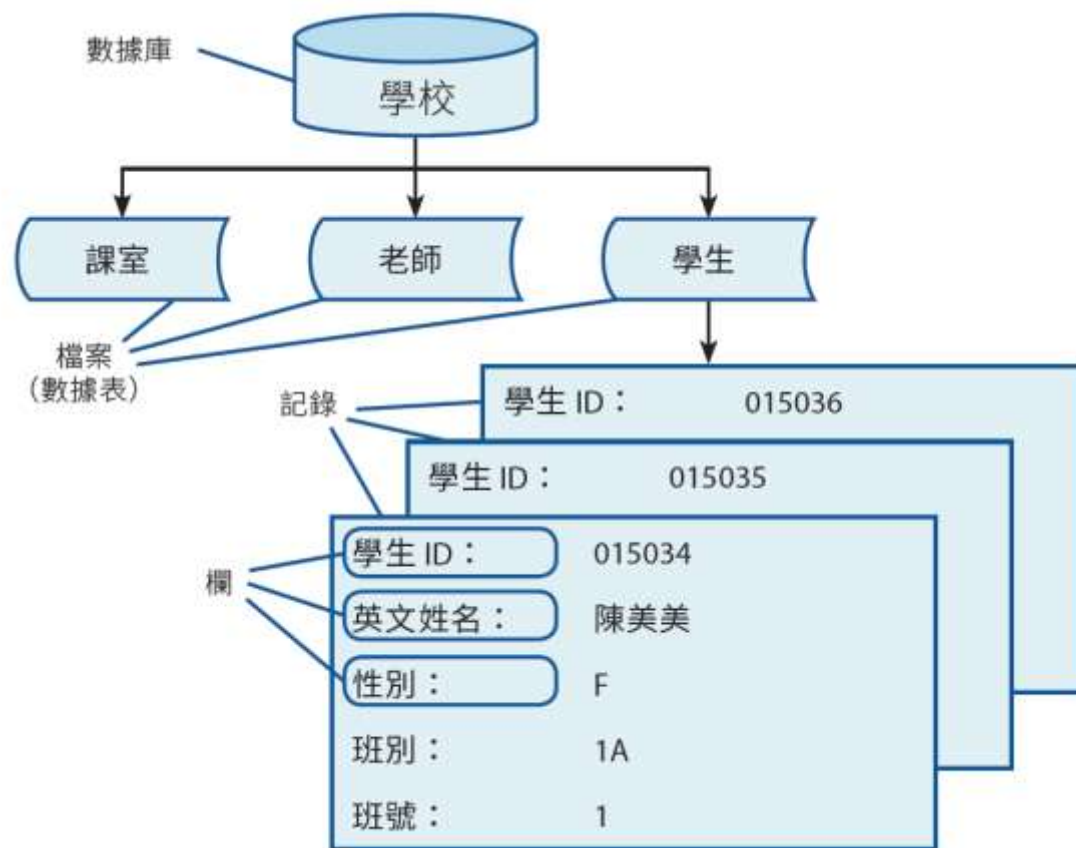 數據庫
學校
課室
老師
學生
檔案
(數據表)
記錄
學生 ID： 015036
學生 ID： 015035
欄
學生 ID： 015034
英文姓名： 陳美美
性別： F
班別： 1A
班號： 1